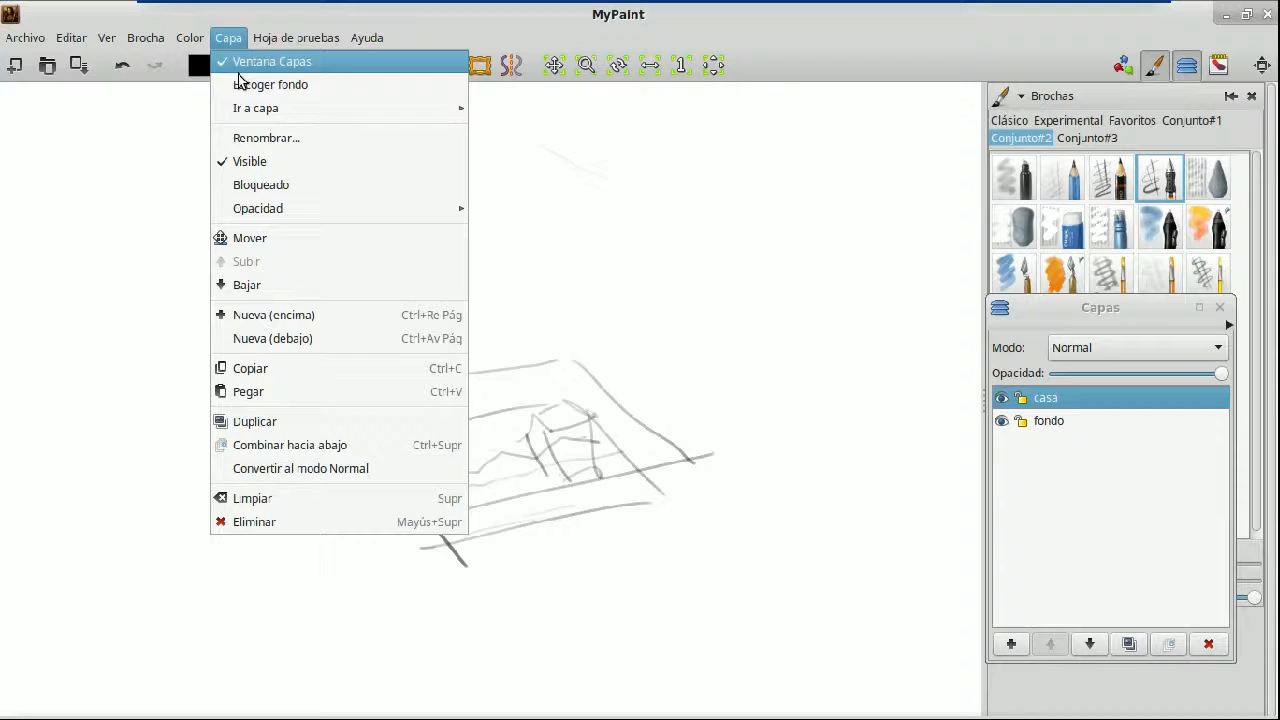 MyPaint
Archivo Editar Ver Brocha Color Capa Hoja de pruebas Ayuda
Ventana Capas
Escoger fondo
Ir a capa
Renombrar...
Visible
Bloqueado
Opacidad
Mover
Subir
Bajar
Nueva (encima) Ctrl+Re Pág
Nueva (debajo) Ctrl+Av Pág
Copiar Ctrl+C
Pegar Ctrl+V
Duplicar
Combinar hacia abajo Ctrl+Supr
Convertir al modo Normal
Limpiar Supr
Eliminar Mayús+Supr
Brochas
Clásico Experimental Favoritos Conjunto#1
Conjunto#2 Conjunto#3
Capas
Modo: Normal
Opacidad:
casa
fondo